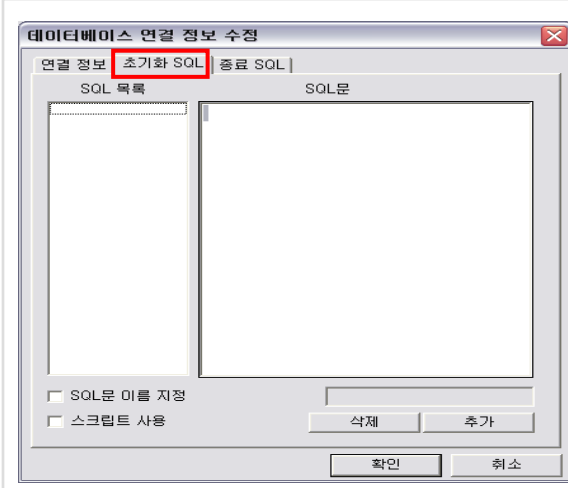 데이터베이스 연결 정보 수정
연결 정보 초기화 SQL 종료 SQL
SQL 목록 SQL문
SQL문 이름 지정
스크립트 사용 삭제 추가
확인 취소